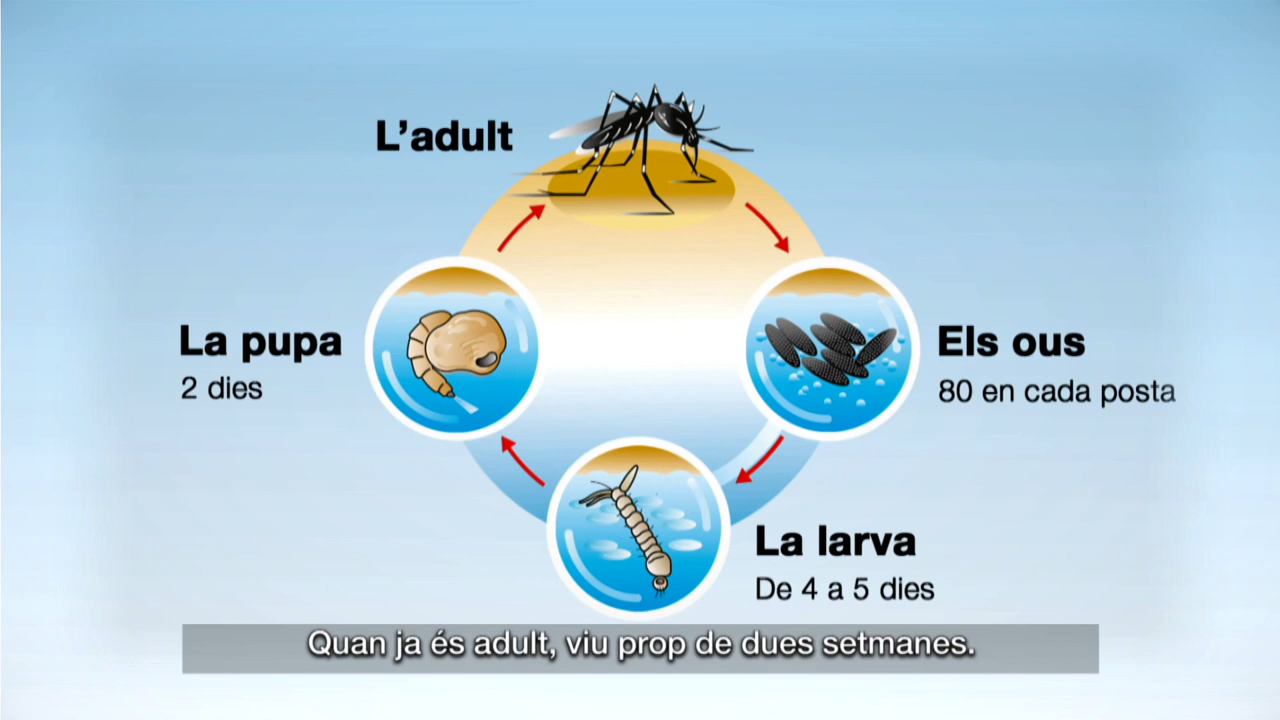 L’adult
La pupa
2 dies
Els ous
80 en cada posta
La larva
De 4 a 5 dies
Quan ja és adult, viu prop de dues setmanes.